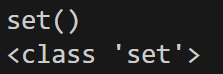 set()
<class 'set'>